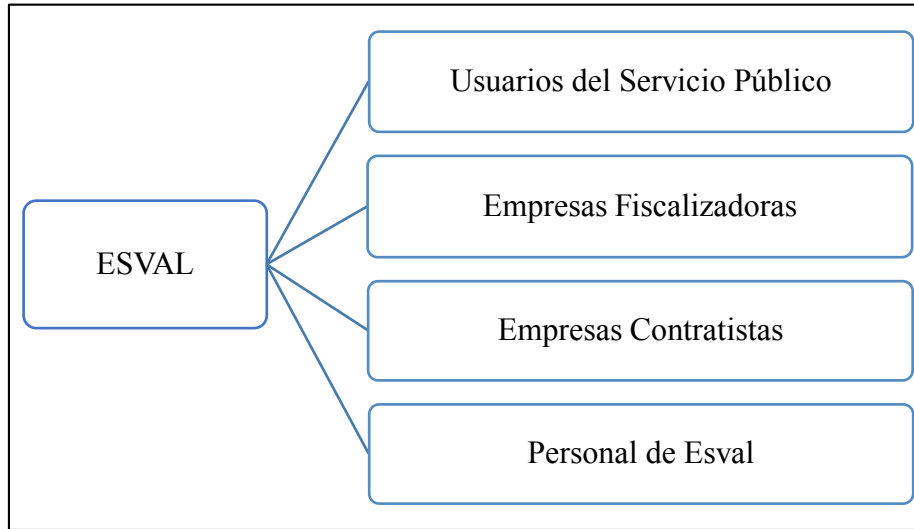 Usuarios del Servicio Público
Empresas Fiscalizadoras
ESVAL
Empresas Contratistas
Personal de Esval